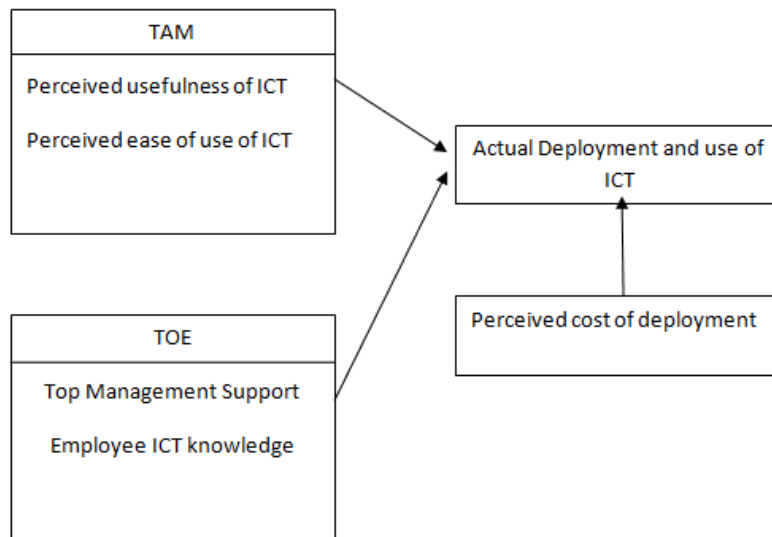 TAM
Perceived usefulness of ICT
Perceived ease of use of ICT
Actual Deployment and use of
ICT
Perceived cost of deployment
TOE
Top Management Support
Employee ICT knowledge